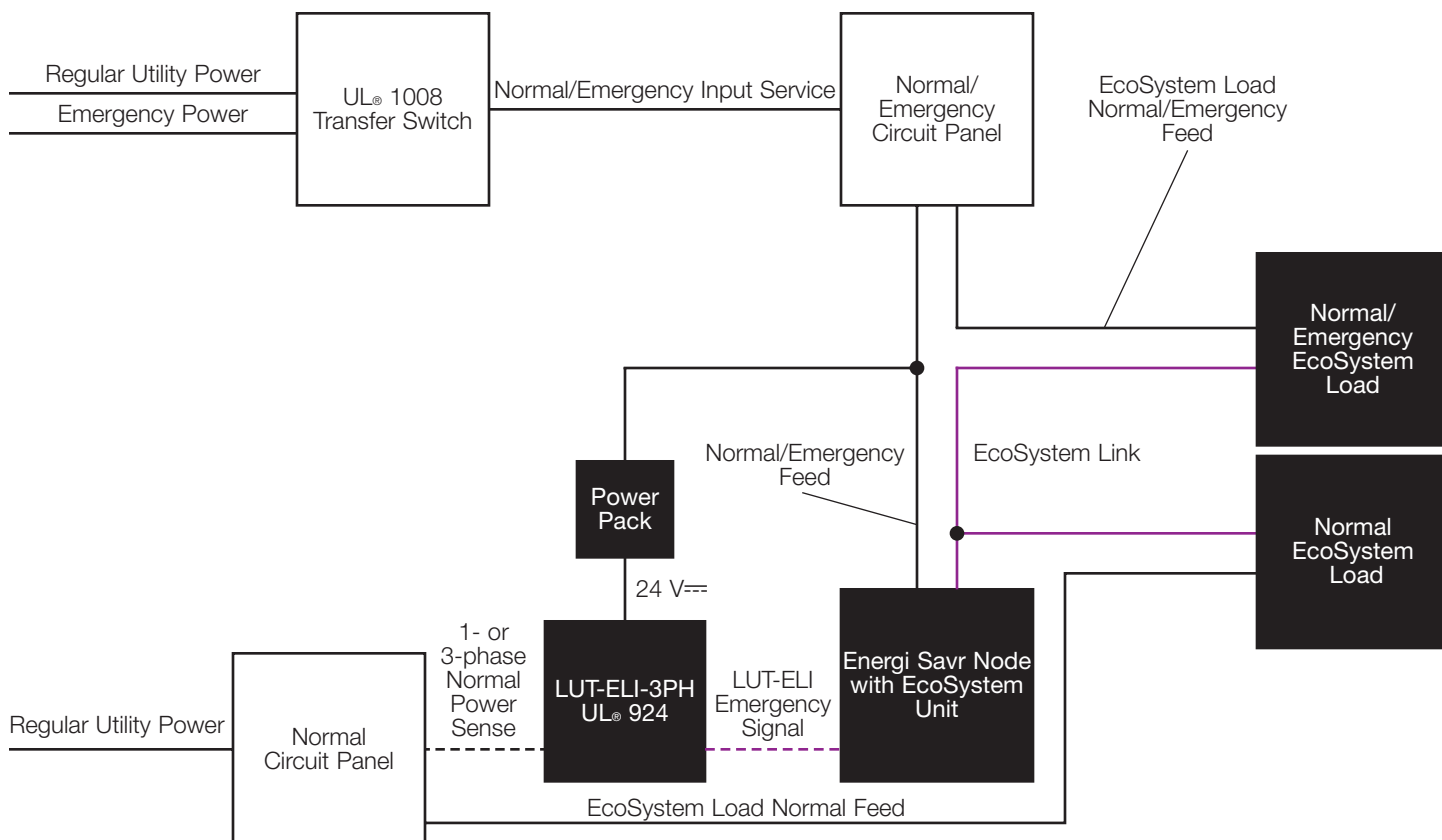 Regular Utility Power
Emergency Power
UL® 1008
Transfer Switch
Normal/Emergency Input Service
Normal/
Emergency
Circuit Panel
EcoSystem Load
Normal/Emergency
Feed
Normal/
Emergency
EcoSystem
Load
Normal/Emergency
Feed
EcoSystem Link
Power
Pack
Normal
EcoSystem
Load
24 V⎓
1- or
3-phase
Normal
Power
Sense
LUT-ELI-3PH
UL® 924
LUT-ELI
Emergency
Signal
Energi Savr Node
with EcoSystem
Unit
Regular Utility Power
Normal
Circuit Panel
EcoSystem Load Normal Feed